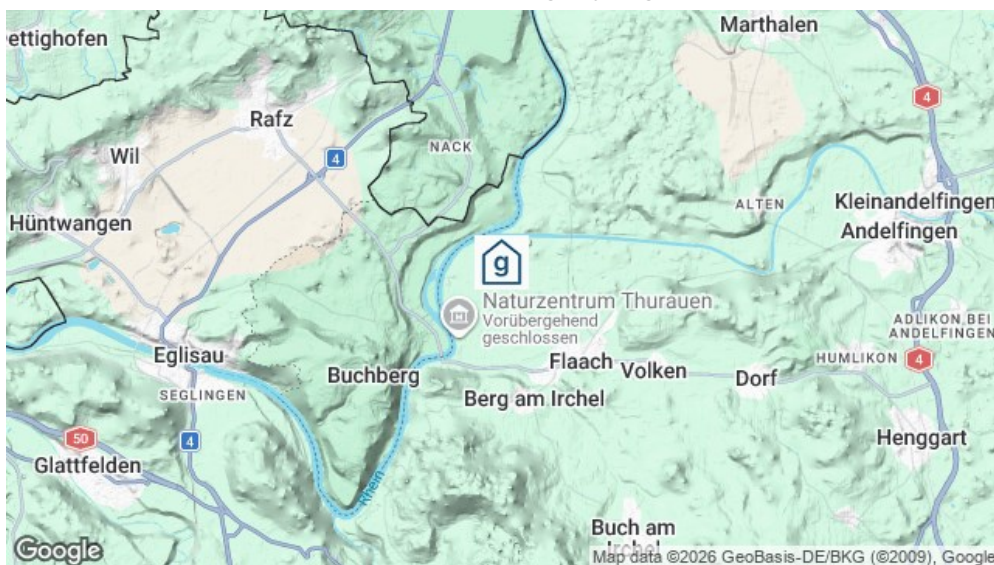 ettighofen
Marthalen
4
Rafz
Wil
4
NACK
Hüntwangen
ALTEN
Kleinandelfingen
Andelfingen
g
Naturzentrum Thurauen
Vorübergehend
geschlossen
ADLIKON BEI
ANDELFINGEN
Eglisau
Flaach
Volken
HUMLIKON
4
Buchberg
Dorf
SEGLINGEN
Berg am Irchel
50
4
Henggart
Glattfelden
Rhein
Buch am
Irchel
Google
Map data ©2026 GeoBasis-DE/BKG (©2009), Google